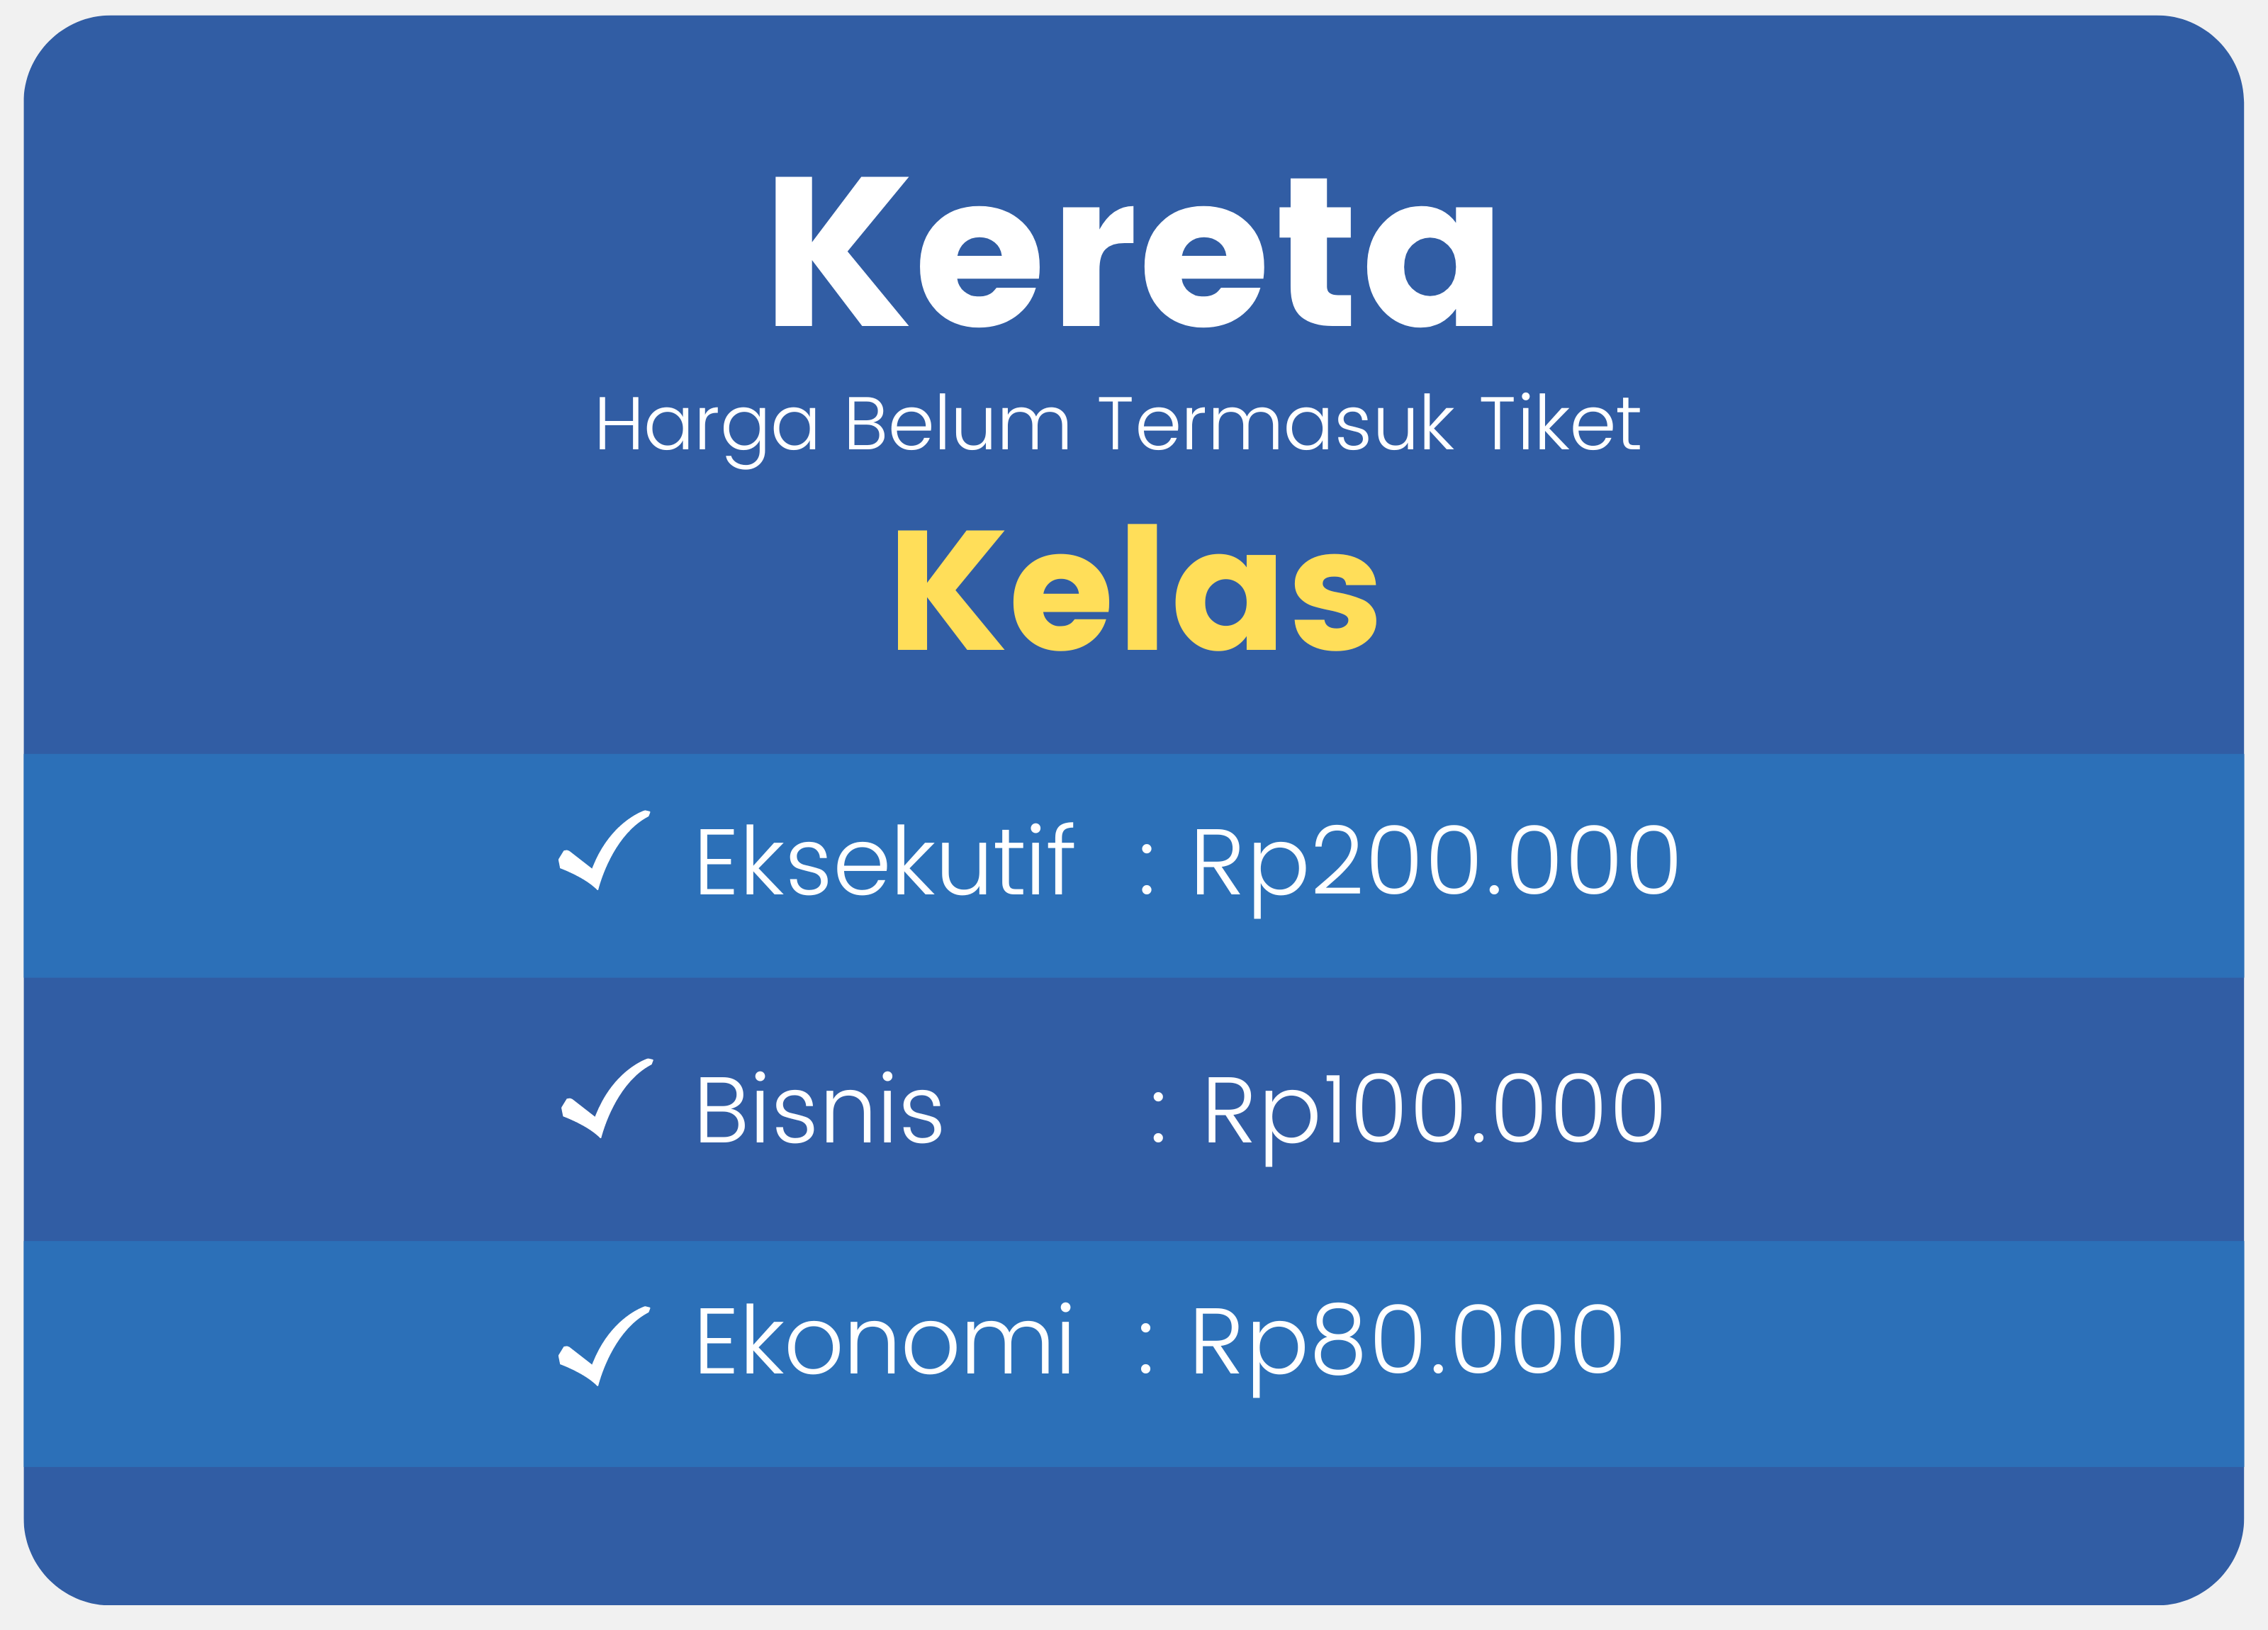 Kereta
Harga Belum Termasuk Tiket
Kelas
✓ Eksekutif : Rp200.000
✓ Bisnis : Rp100.000
✓ Ekonomi : Rp80.000